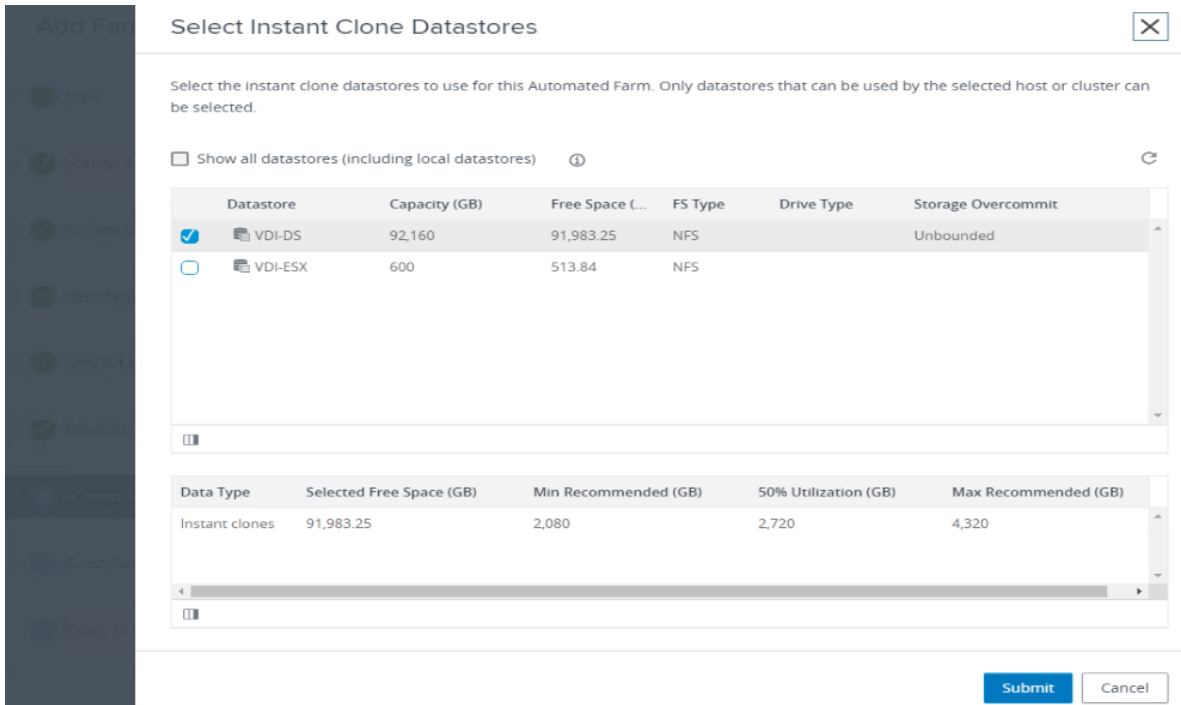 Add Far
Select Instant Clone Datastores
Select the instant clone datastores to use for this Automated Farm. Only datastores that can be used by the selected host or cluster can
be selected.
Show all datastores (including local datastores)
Datastore Capacity (GB) Free Space (... FS Type Drive Type Storage Overcommit
VDI-DS 92,160 91,983.25 NFS Unbounded
VDI-ESX 600 513.84 NFS
Data Type Selected Free Space (GB) Min Recommended (GB) 50% Utilization (GB) Max Recommended (GB)
Instant clones 91,983.25 2,080 2,720 4,320
Ready to
Submit Cancel